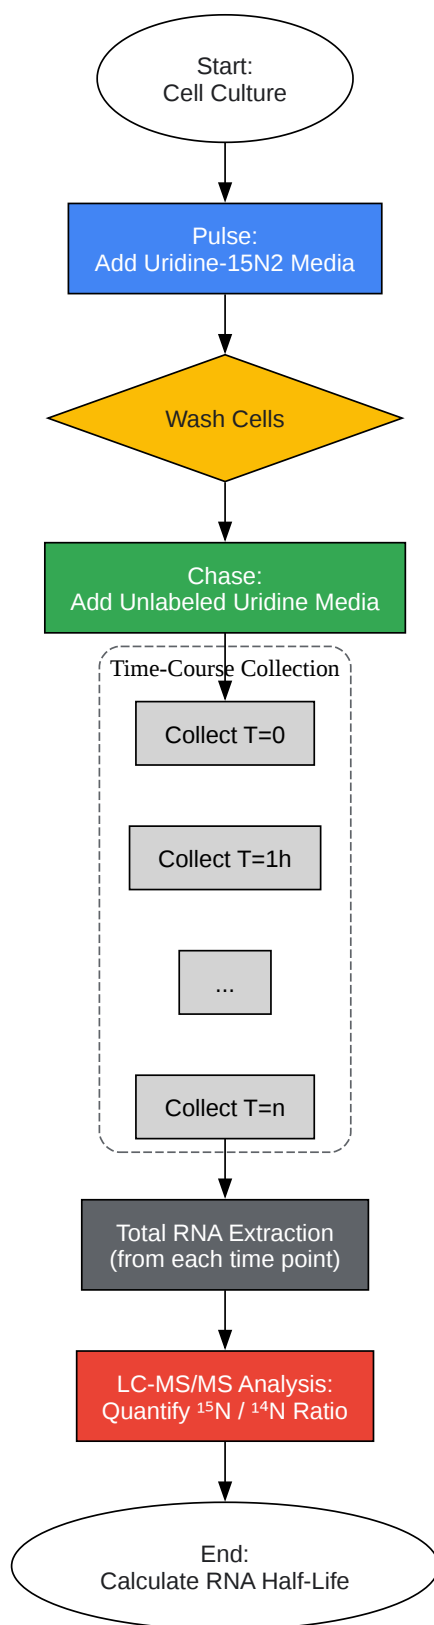 Start:
Cell Culture
Pulse:
Add Uridine-15N2 Media
Wash Cells
Chase:
Add Unlabeled Uridine Media
Time-Course Collection
Collect T=0
Collect T=1h
...
Collect T=n
Total RNA Extraction
(from each time point)
LC-MS/MS Analysis:
Quantify ¹⁵N / ¹⁴N Ratio
End:
Calculate RNA Half-Life